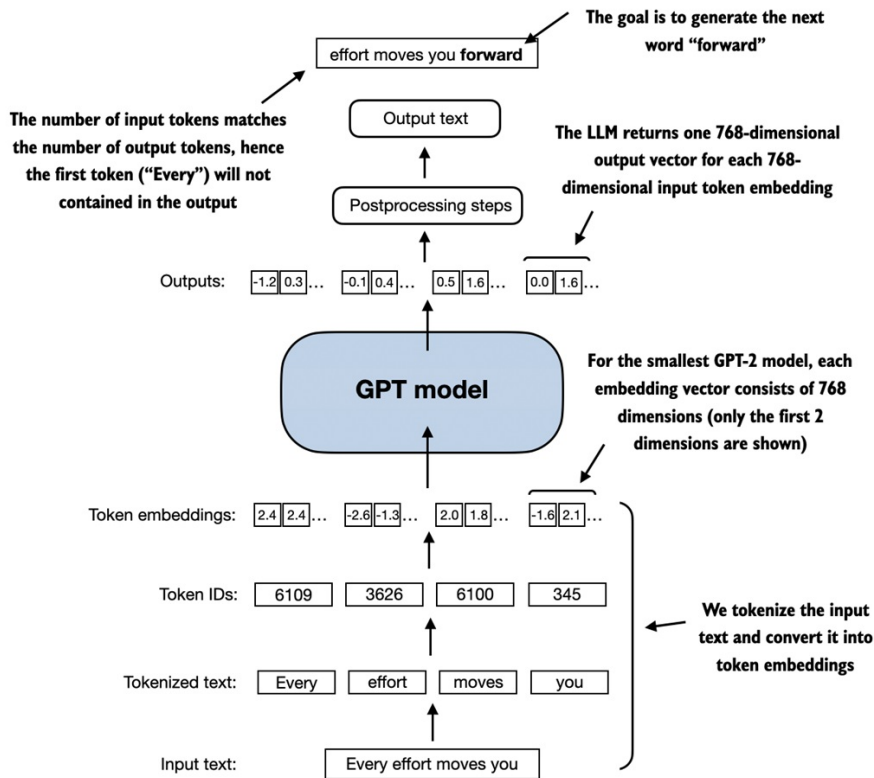 The goal is to generate the next
word “forward”
effort moves you forward
The number of input tokens matches
the number of output tokens, hence
the first token (“Every”) will not
contained in the output
Output text
The LLM returns one 768-dimensional
output vector for each 768-
dimensional input token embedding
Postprocessing steps
Outputs: -1.2 0.3 ... -0.1 0.4 ... 0.5 1.6 ... 0.0 1.6 ...
GPT model
For the smallest GPT-2 model, each
embedding vector consists of 768
dimensions (only the first 2
dimensions are shown)
Token embeddings: 2.4 2.4 ... -2.6 -1.3 ... 2.0 1.8 ... -1.6 2.1 ...
Token IDs: 6109 3626 6100 345
We tokenize the input
text and convert it into
token embeddings
Tokenized text: Every effort moves you
Input text: Every effort moves you